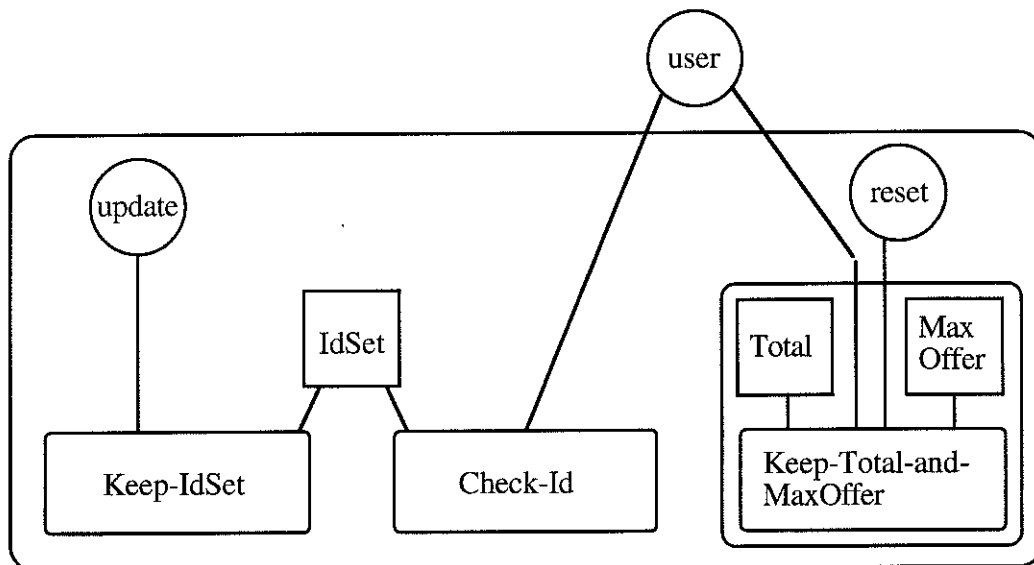 user
update
reset
IdSet
Total
Max
Offer
Keep-IdSet
Check-Id
Keep-Total-and-
MaxOffer